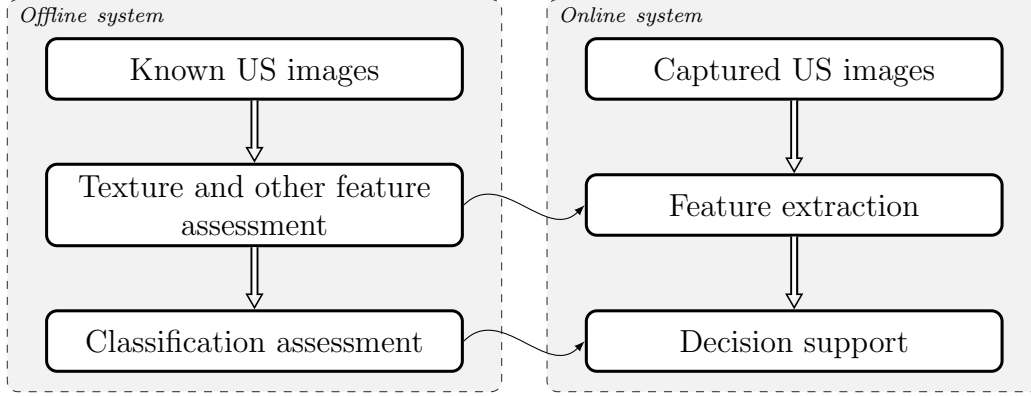 Offline system
Known US images
Texture and other feature
assessment
Classification assessment
Online system
Captured US images
Feature extraction
Decision support